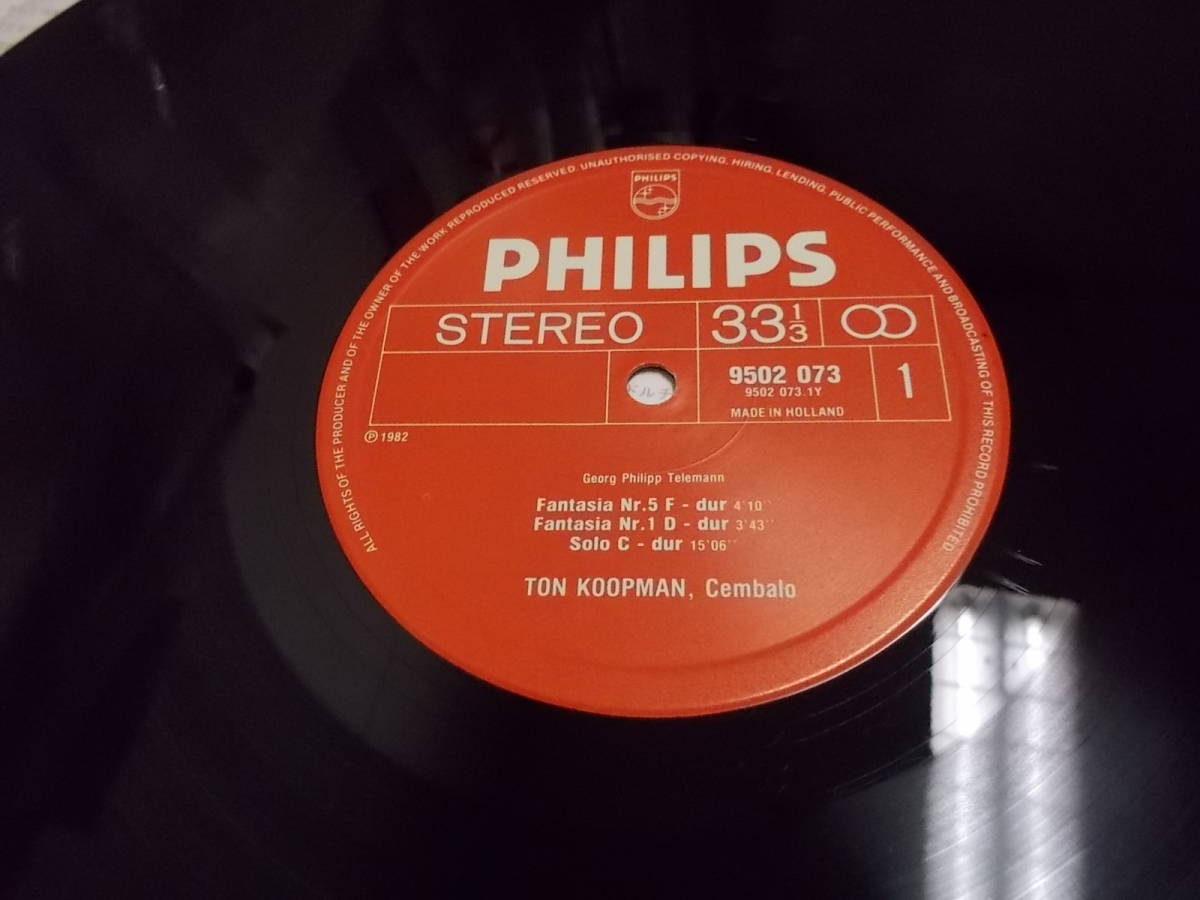 ALL RIGHTS OF THE PRODUCER AND OF THE OWNER OF THE WORK REPRODUCED RESERVED. UNAUTHORISED COPYING, HIRING, LENDING, PUBLIC PERFORMANCE AND BROADCASTING OF THIS RECORD PROHIBITED.
PHILIPS
PHILIPS
STEREO
33 1/3
9502 073
9502 073.1Y
1
MADE IN HOLLAND
℗ 1982
Georg Philipp Telemann
Fantasia Nr.5 F - dur 4'10''
Fantasia Nr.1 D - dur 3'43''
Solo C - dur 15'06''
TON KOOPMAN, Cembalo